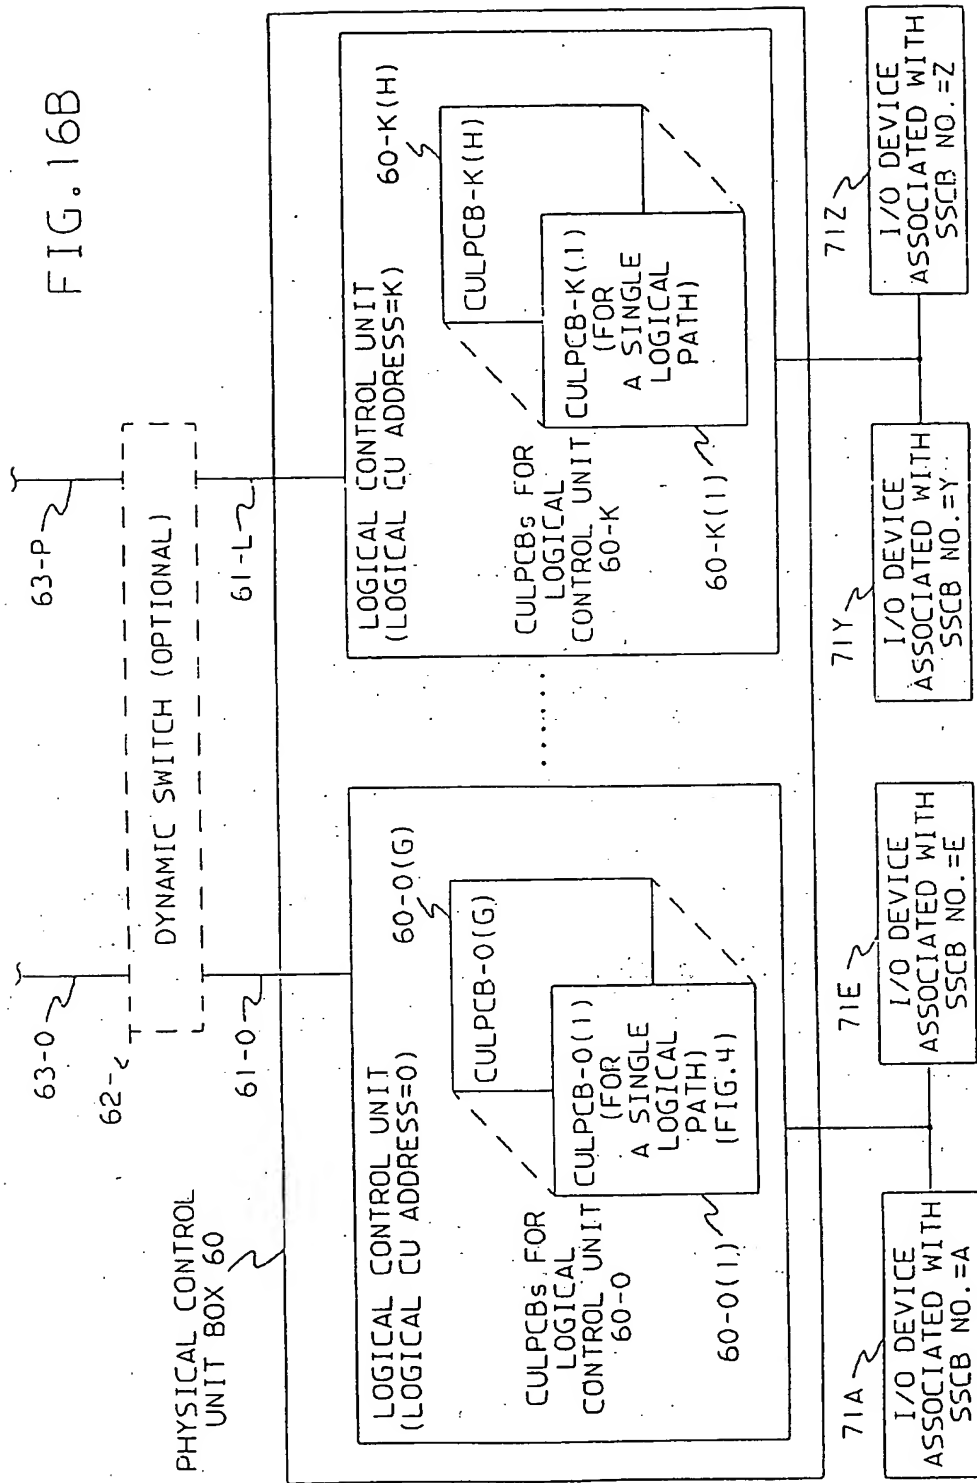 FIG.16B
63-0
63-P
62
DYNAMIC SWITCH (OPTIONAL)
61-0
61-L
PHYSICAL CONTROL
UNIT BOX 60
LOGICAL CONTROL UNIT
(LOGICAL CU ADDRESS=0)
60-0(G)
CULPCB-0(G)
CULPCBs FOR
LOGICAL
CONTROL UNIT
60-0
CULPCB-0(1)
(FOR
A SINGLE
LOGICAL
PATH)
(FIG.4)
60-0(1)
......
LOGICAL CONTROL UNIT
(LOGICAL CU ADDRESS=K)
60-K(H)
CULPCB-K(H)
CULPCBs FOR
LOGICAL
CONTROL UNIT
60-K
CULPCB-K(1)
(FOR
A SINGLE
LOGICAL
PATH)
60-K(1)
71A
I/O DEVICE
ASSOCIATED WITH
SSCB NO.=A
71E
I/O DEVICE
ASSOCIATED WITH
SSCB NO.=E
71Y
I/O DEVICE
ASSOCIATED WITH
SSCB NO.=Y
71Z
I/O DEVICE
ASSOCIATED WITH
SSCB NO.=Z